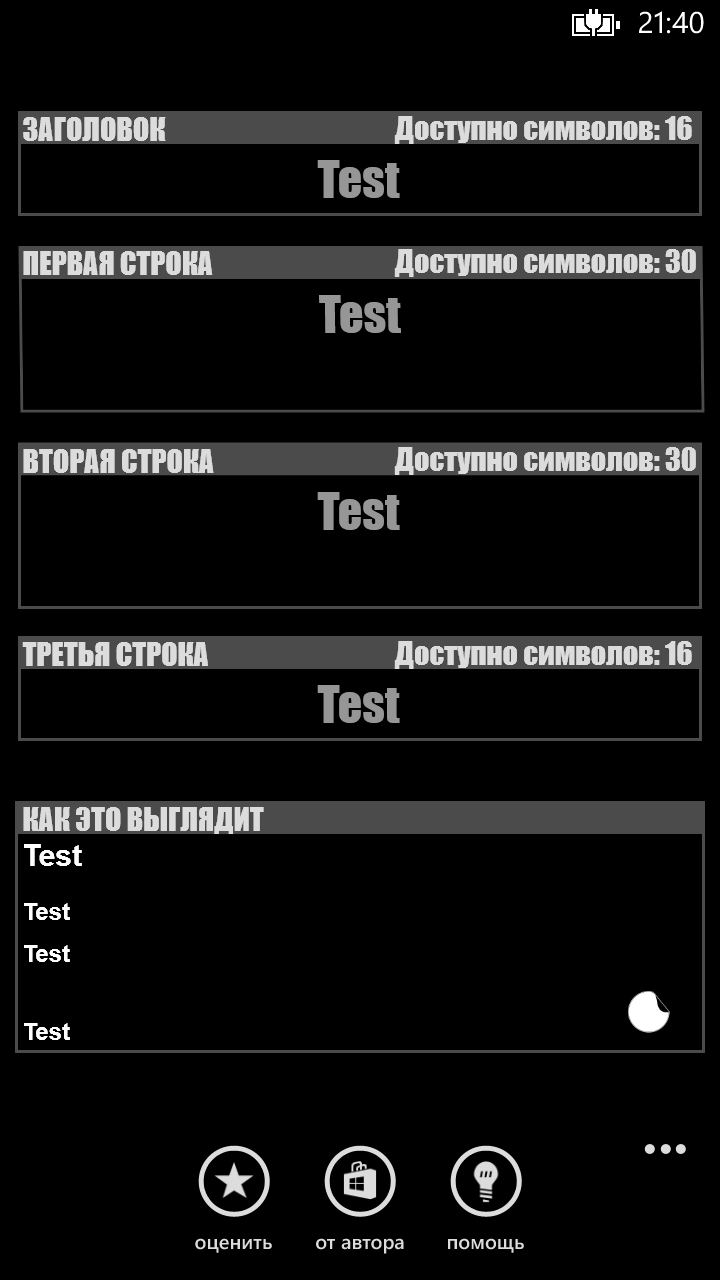 21:40
ЗАГОЛОВОК Доступно символов: 16
Test
ПЕРВАЯ СТРОКА Доступно символов: 30
Test
ВТОРАЯ СТРОКА Доступно символов: 30
Test
ТРЕТЬЯ СТРОКА Доступно символов: 16
Test
КАК ЭТО ВЫГЛЯДИТ
Test
Test
Test
Test
оценить от автора помощь